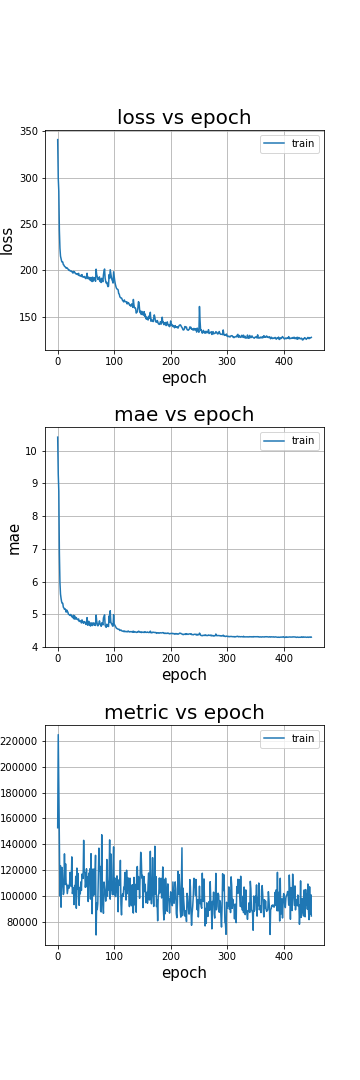 loss vs epoch
350
300
250
200
150
loss
train
0 100 200 300 400
epoch
mae vs epoch
10
9
8
7
6
5
4
mae
train
0 100 200 300 400
epoch
metric vs epoch
220000
200000
180000
160000
140000
120000
100000
80000
train
0 100 200 300 400
epoch